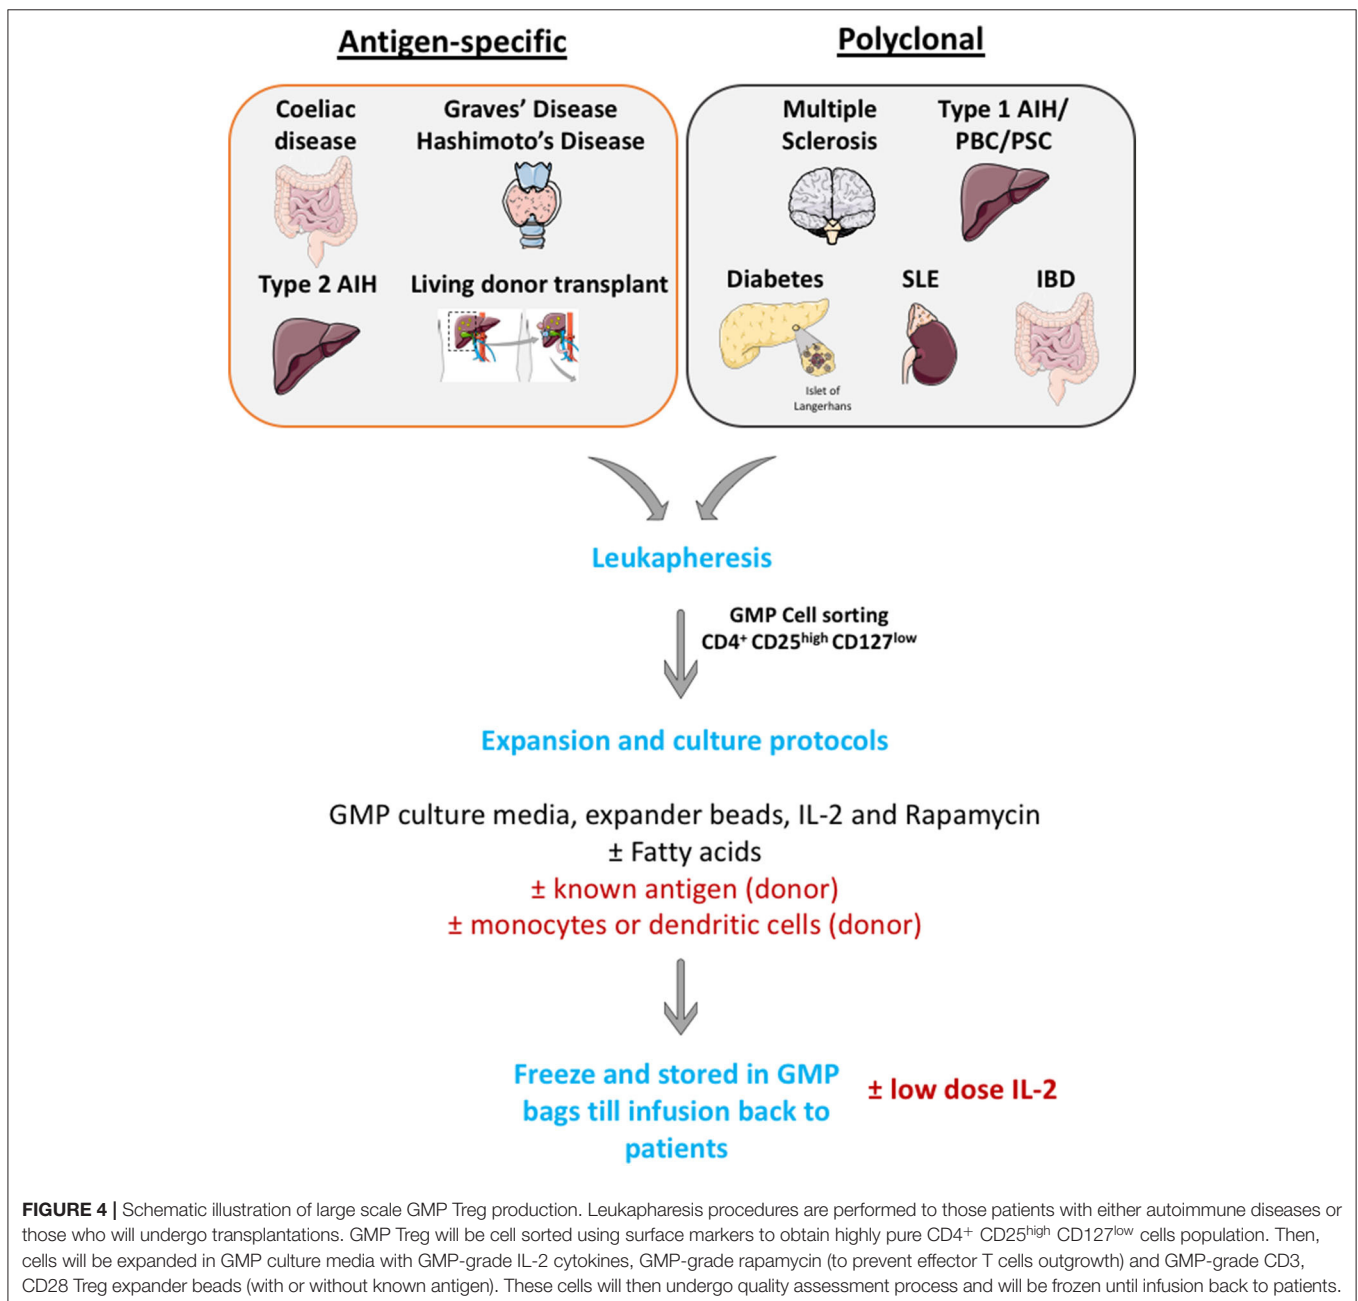 Antigen-specific
Coeliac
disease
Graves' Disease
Hashimoto's Disease
Type 2 AIH
Living donor transplant
Polyclonal
Multiple
Sclerosis
Type 1 AIH/
PBC/PSC
Diabetes
SLE
IBD
Islet of
Langerhans
Leukapheresis
GMP Cell sorting
CD4⁺ CD25ʰⁱᵍʰ CD127ˡᵒʷ
Expansion and culture protocols
GMP culture media, expander beads, IL-2 and Rapamycin
± Fatty acids
± known antigen (donor)
± monocytes or dendritic cells (donor)
Freeze and stored in GMP
bags till infusion back to
patients
± low dose IL-2
FIGURE 4 | Schematic illustration of large scale GMP Treg production. Leukapharesis procedures are performed to those patients with either autoimmune diseases or
those who will undergo transplantations. GMP Treg will be cell sorted using surface markers to obtain highly pure CD4⁺ CD25ʰⁱᵍʰ CD127ˡᵒʷ cells population. Then,
cells will be expanded in GMP culture media with GMP-grade IL-2 cytokines, GMP-grade rapamycin (to prevent effector T cells outgrowth) and GMP-grade CD3,
CD28 Treg expander beads (with or without known antigen). These cells will then undergo quality assessment process and will be frozen until infusion back to patients.